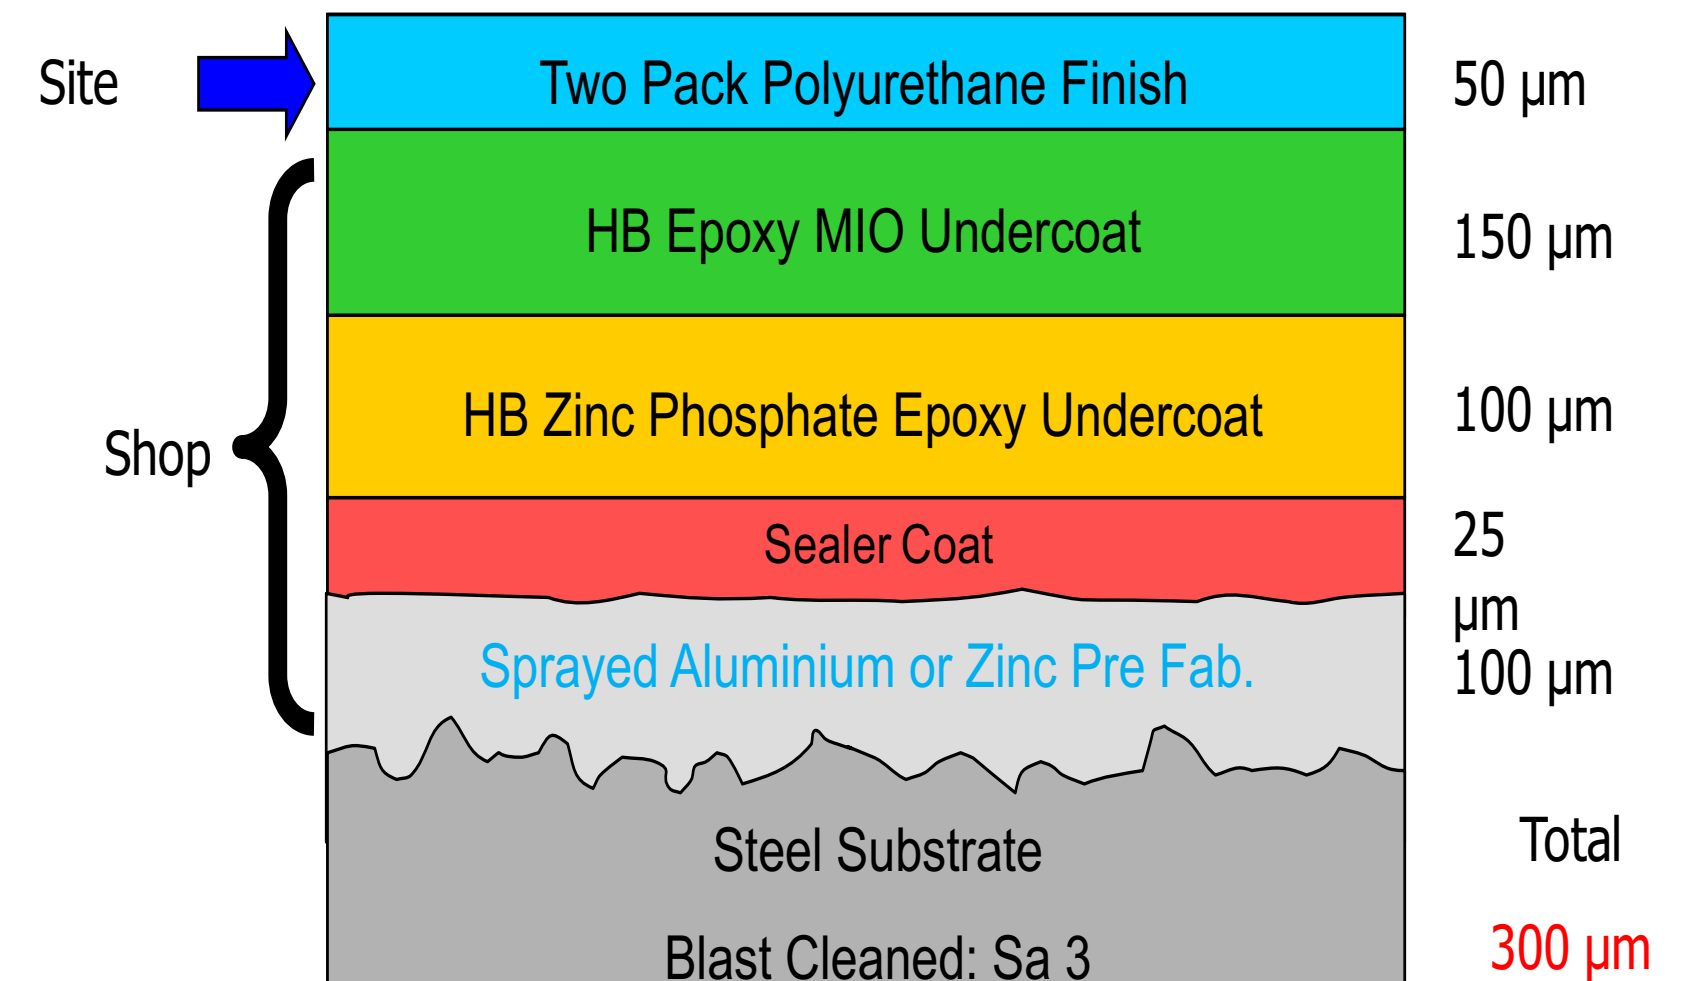 Site
Two Pack Polyurethane Finish
50 µm
HB Epoxy MIO Undercoat
150 µm
HB Zinc Phosphate Epoxy Undercoat
100 µm
Shop
Sealer Coat
25
µm
Sprayed Aluminium or Zinc Pre Fab.
100 µm
Steel Substrate
Total
Blast Cleaned: Sa 3
300 µm